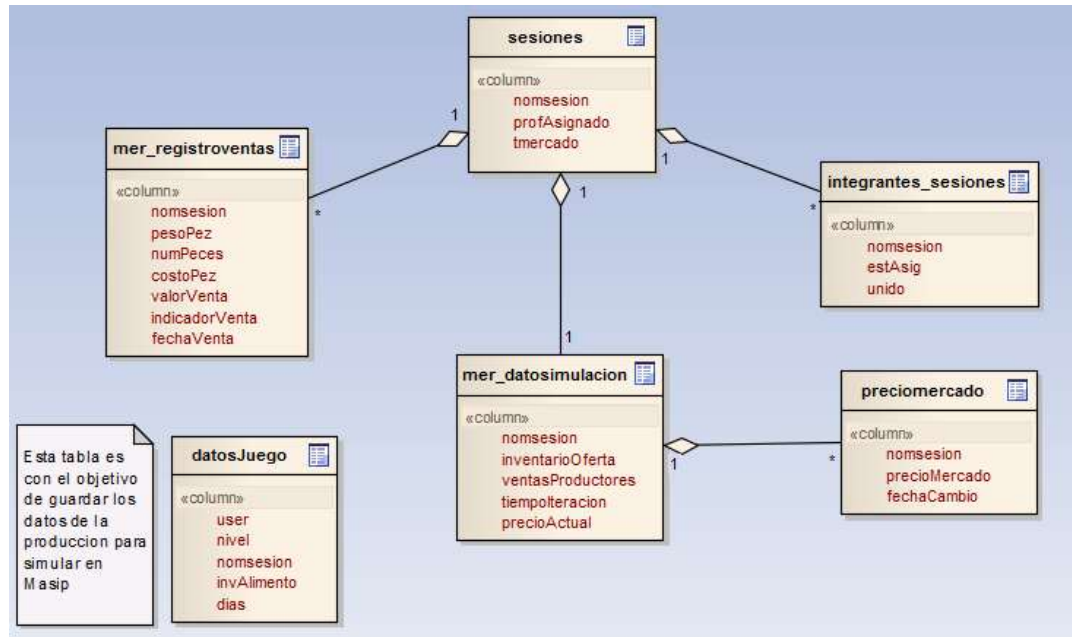 sesiones
«column»
nomsesion
profAsignado
tmercado
1
1
1
mer_registroventas
«column»
nomsesion
pesoPez
numPeces
costoPez
valorVenta
indicadorVenta
fechaVenta
*
integrantes_sesiones
«column»
nomsesion
estAsig
unido
*
1
mer_datosimulacion
«column»
nomsesion
inventarioOferta
ventasProductores
tiempoIteracion
precioActual
1
preciomercado
«column»
nomsesion
precioMercado
fechaCambio
*
Esta tabla es
con el objetivo
de guardar los
datos de la
produccion para
simular en
Masip
datosJuego
«column»
user
nivel
nomsesion
invAlimento
dias